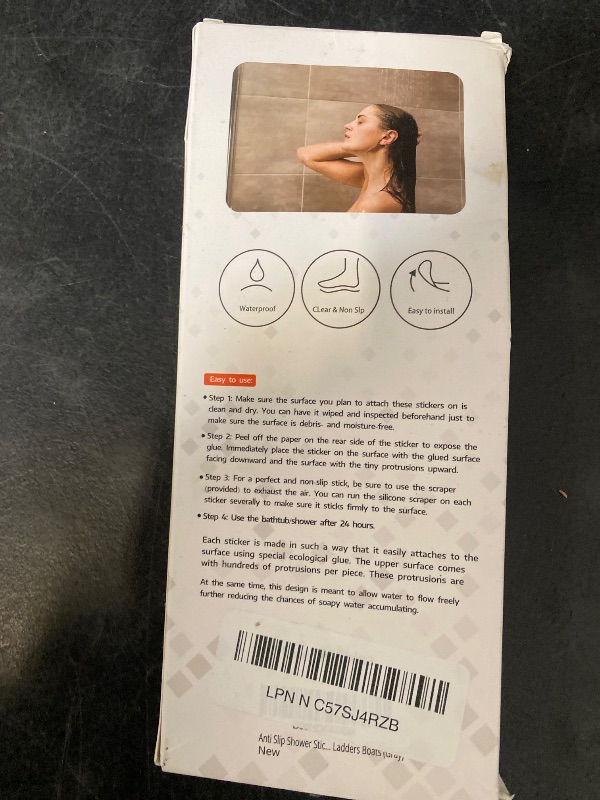 Waterproof
CLear & Non Slp
Easy to install
Easy to use:
• Step 1: Make sure the surface you plan to attach these stickers on is
clean and dry. You can have it wiped and inspected beforehand just to
make sure the surface is debris- and moisture-free.
• Step 2: Peel off the paper on the rear side of the sticker to expose the
glue. Immediately place the sticker on the surface with the glued surface
facing downward and the surface with the tiny protrusions upward.
• Step 3: For a perfect and non-slip stick, be sure to use the scraper
(provided) to exhaust the air. You can run the silicone scraper on each
sticker severally to make sure it sticks firmly to the surface.
• Step 4: Use the bathtub/shower after 24 hours.
Each sticker is made in such a way that it easily attaches to the
surface using special ecological glue. The upper surface comes
with hundreds of protrusions per piece. These protrusions are
At the same time, this design is meant to allow water to flow freely
further reducing the chances of soapy water accumulating.
LPN N C57SJ4RZB
Anti Slip Shower Stic... Ladders Boats
New